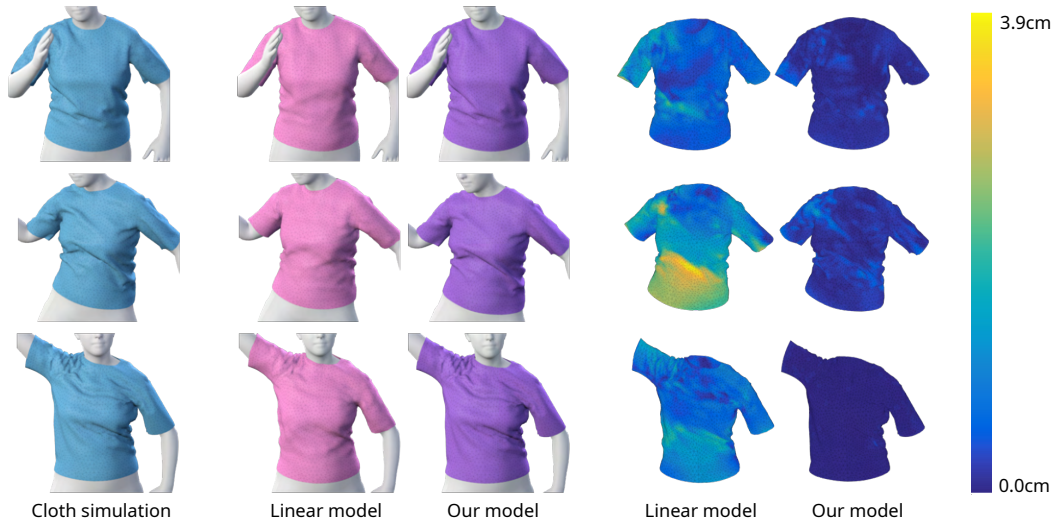 3.9cm
0.0cm
Cloth simulation
Linear model
Our model
Linear model
Our model